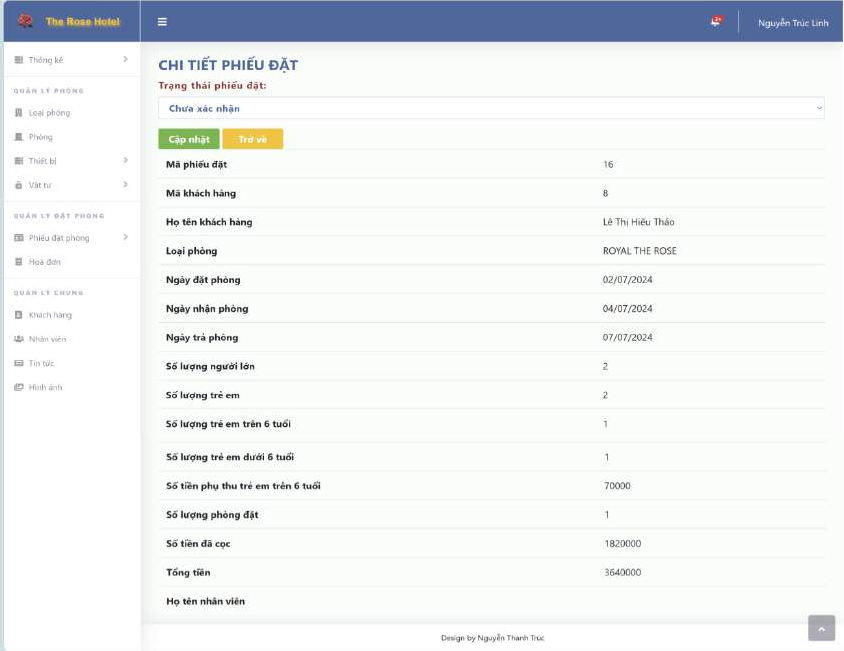 The Rose Hotel
Nguyễn Trúc Linh
Thống kê
QUẢN LÝ PHÒNG
Loại phòng
Phòng
Thiết bị
Vật tư
QUẢN LÝ ĐẶT PHÒNG
Phiếu đặt phòng
Hoá đơn
QUẢN LÝ CHUNG
Khách hàng
Nhân viên
Tin tức
Hình ảnh
CHI TIẾT PHIẾU ĐẶT
Trạng thái phiếu đặt:
Chưa xác nhận
Cập nhật Trở về
Mã phiếu đặt 16
Mã khách hàng 8
Họ tên khách hàng Lê Thị Hiếu Thảo
Loại phòng ROYAL THE ROSE
Ngày đặt phòng 02/07/2024
Ngày nhận phòng 04/07/2024
Ngày trả phòng 07/07/2024
Số lượng người lớn 2
Số lượng trẻ em 2
Số lượng trẻ em trên 6 tuổi 1
Số lượng trẻ em dưới 6 tuổi 1
Số tiền phụ thu trẻ em trên 6 tuổi 70000
Số lượng phòng đặt 1
Số tiền đã cọc 1820000
Tổng tiền 3640000
Họ tên nhân viên
Design by Nguyễn Thanh Trúc